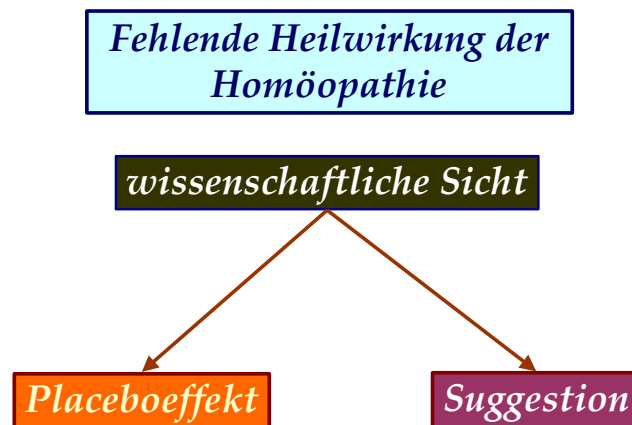 Fehlende Heilwirkung der
Homöopathie
wissenschaftliche Sicht
Placeboeffekt
Suggestion